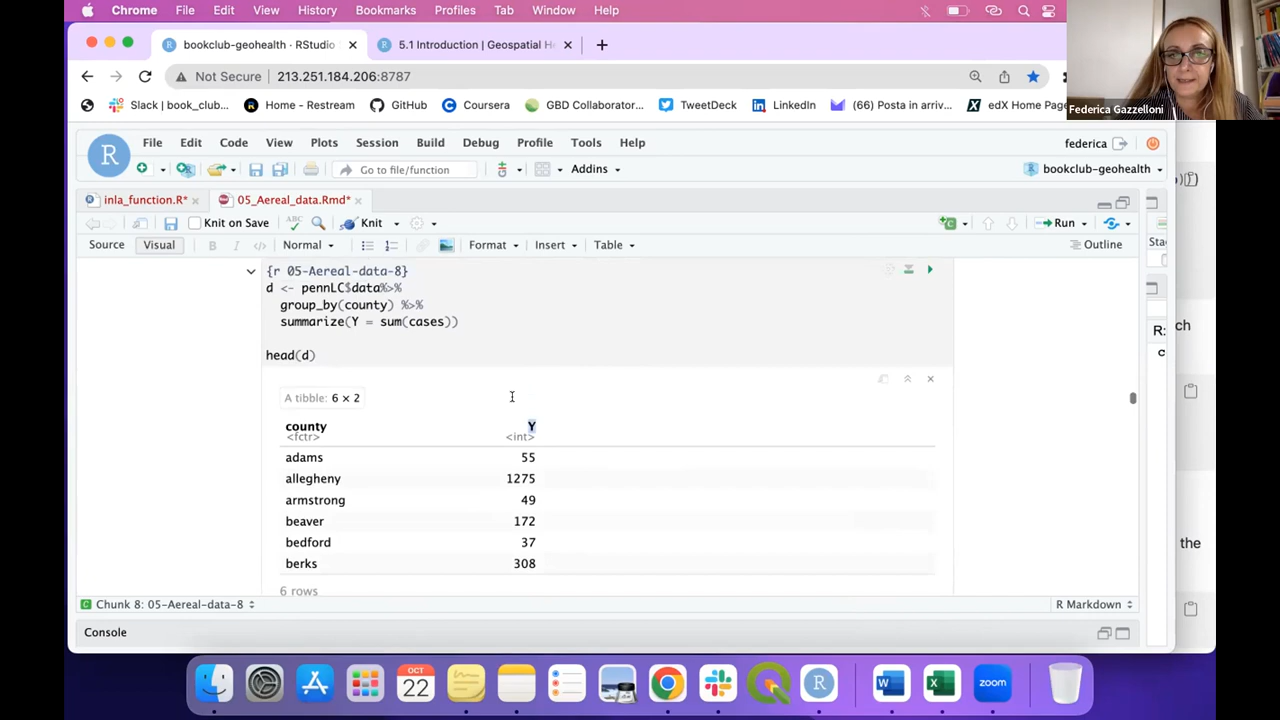 Chrome File Edit View History Bookmarks Profiles Tab Window Help
bookclub-geohealth · RStudio
5.1 Introduction | Geospatial H
Not Secure 213.251.184.206:8787
Federica Gazzelloni
Slack | book_club...
Home - Restream
GitHub
Coursera
GBD Collaborator...
TweetDeck
LinkedIn
(66) Posta in arriv...
edX Home Pag
R File Edit Code View Plots Session Build Debug Profile Tools Help
federica
Go to file/function
Addins
bookclub-geohealth
inla_function.R*
05_Aereal_data.Rmd*
Knit on Save
ABC
Knit
Run
Source Visual B I Normal Format Insert Table Outline
Sta
{r 05-Aereal-data-8}
d <- pennLC$data%>%
group_by(county) %>%
summarize(Y = sum(cases))
head(d)
R:
ch
A tibble: 6 × 2
county Y
<fctr> <int>
adams 55
allegheny 1275
armstrong 49
beaver 172
bedford 37
berks 308
6 rows
the
Chunk 8: 05-Aereal-data-8
R Markdown
Console
OCT
22
R
W
X
zoom